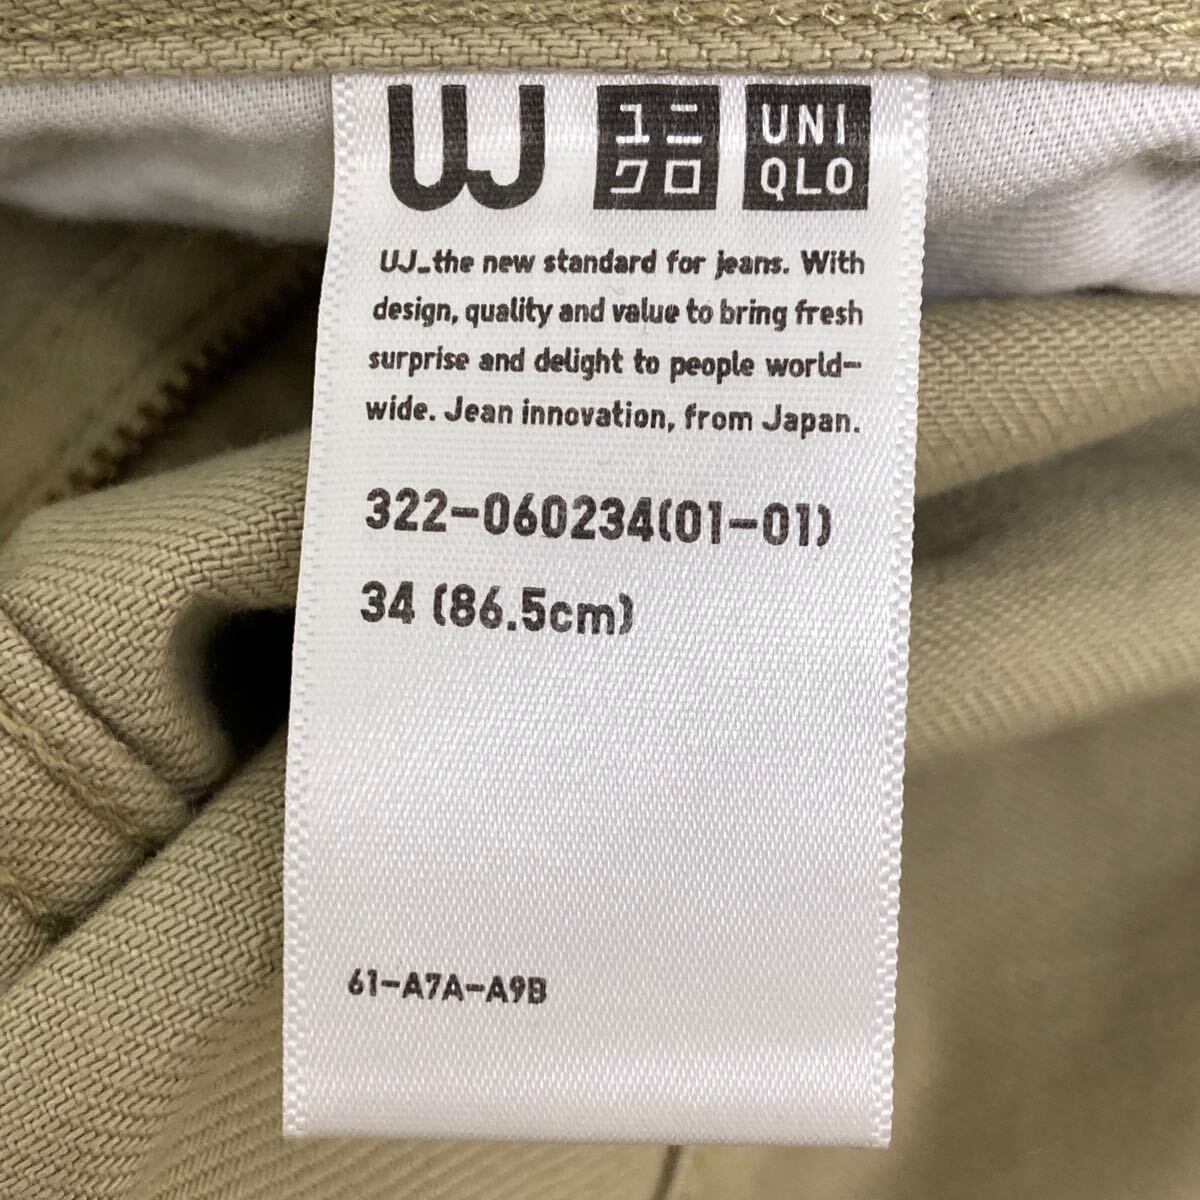 UJ ユニ UNI
クロ QLO
UJ_the new standard for jeans. With
design, quality and value to bring fresh
surprise and delight to people world-
wide. Jean innovation, from Japan.
322-060234(01-01)
34 (86.5cm)
61-A7A-A9B